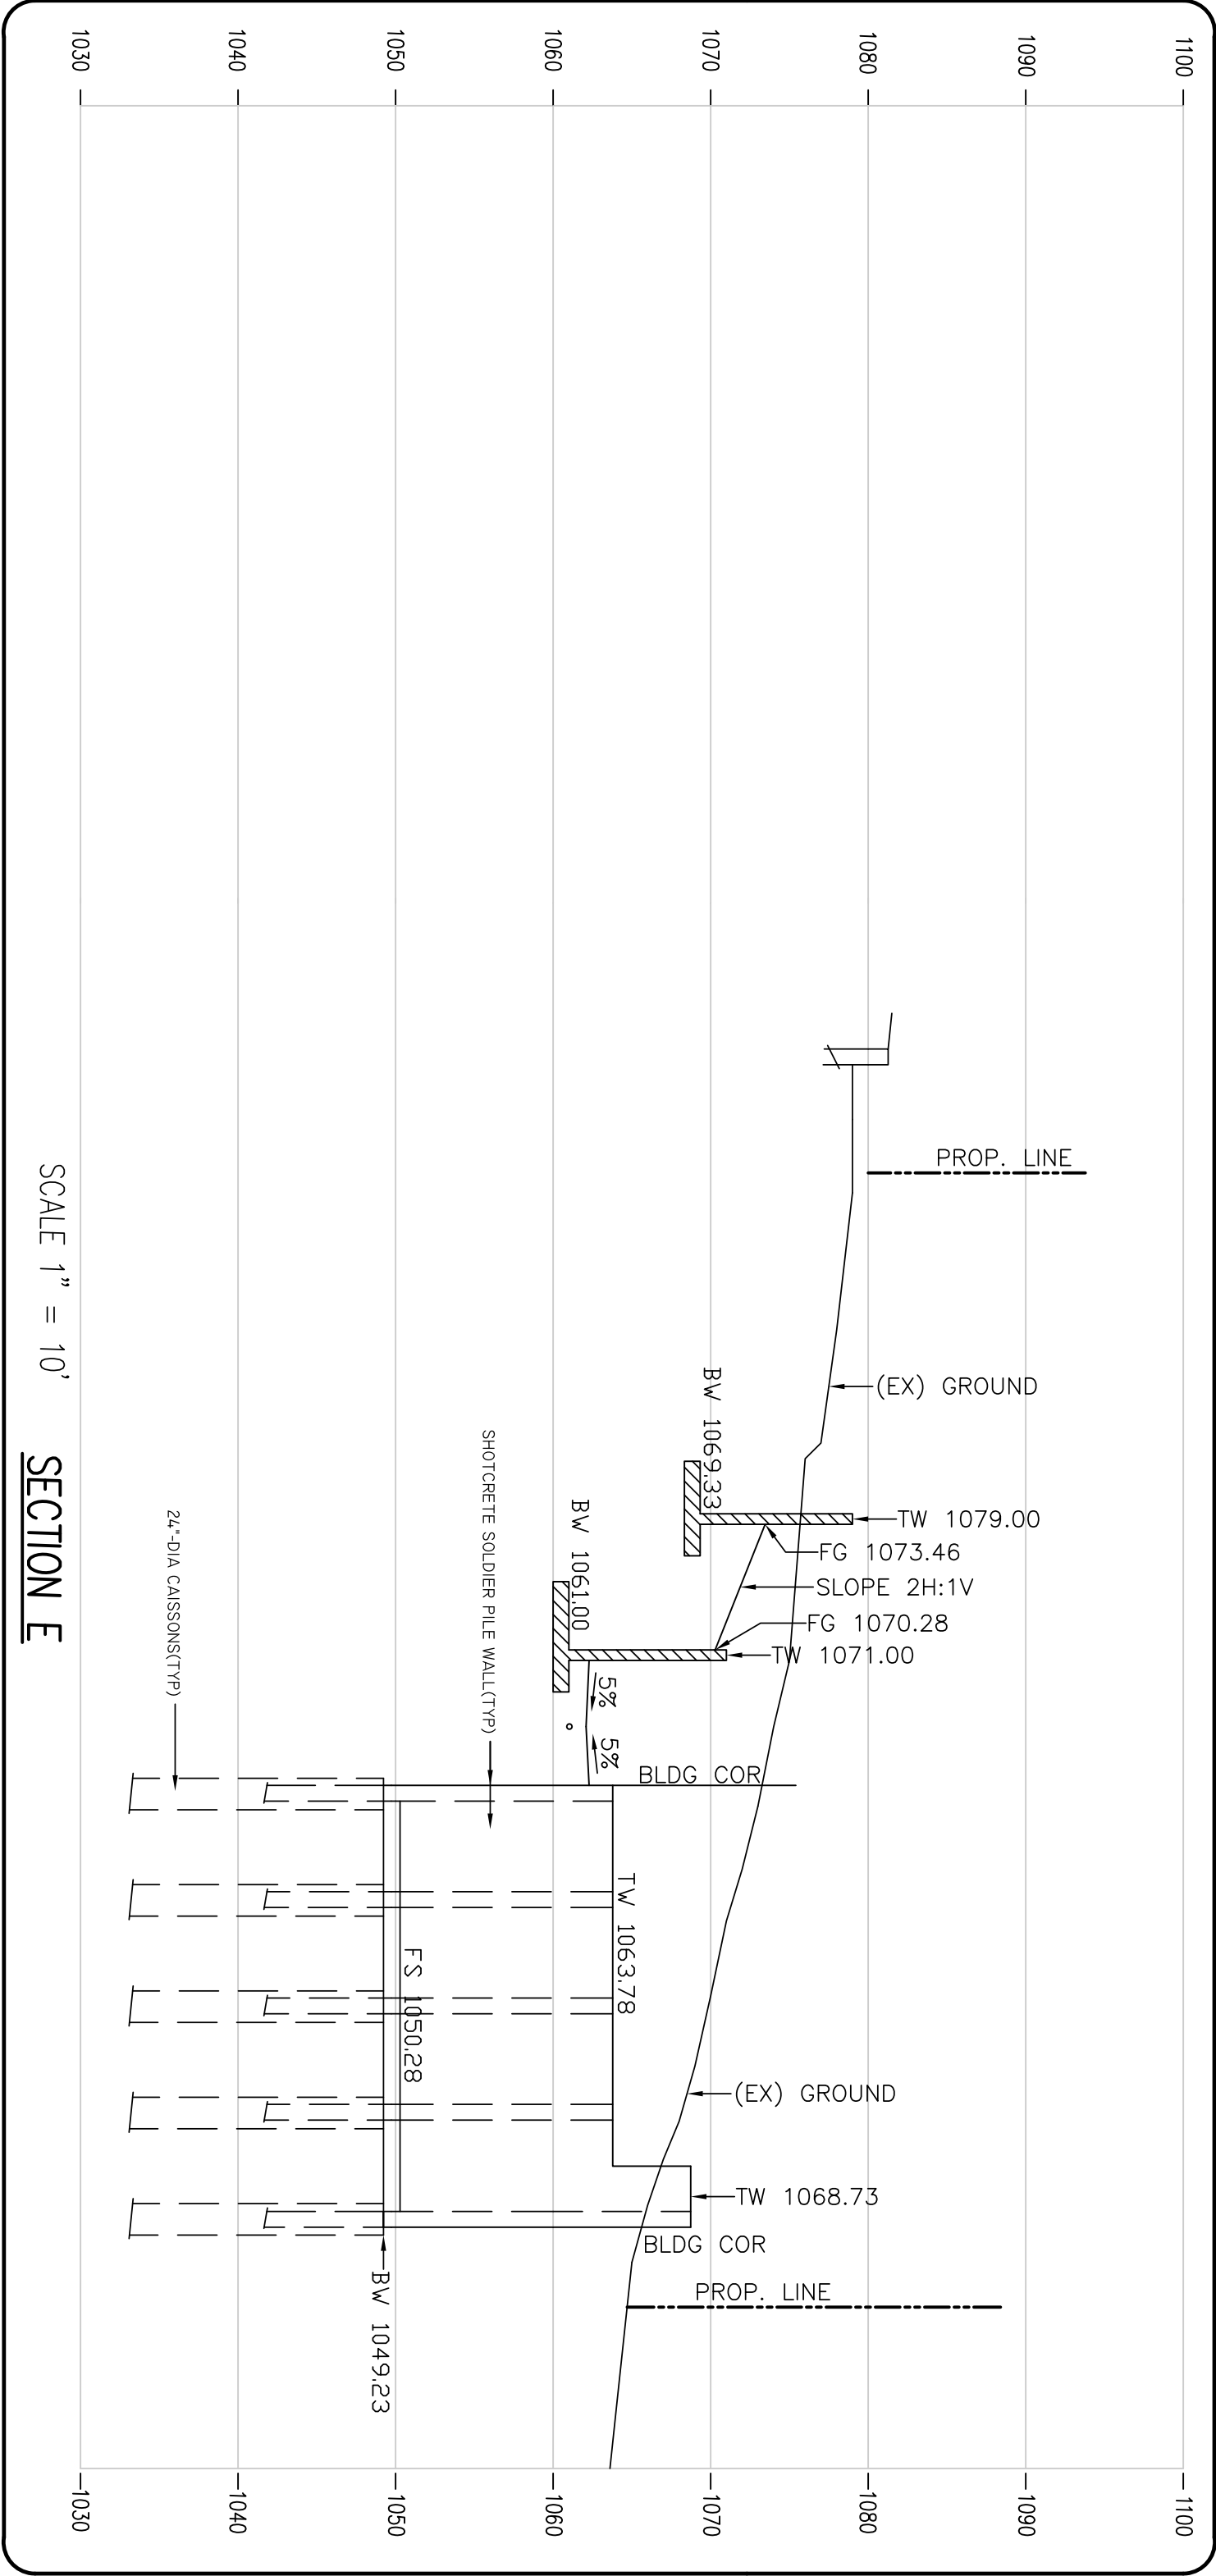 1100
1090
1080
1070
1060
1050
1040
1030
1100
1090
1080
1070
1060
1050
1040
1030
PROP. LINE
(EX) GROUND
BW 1069.33
TW 1079.00
FG 1073.46
SLOPE 2H:1V
FG 1070.28
TW 1071.00
BW 1061.00
5%
5%
BLDG COR
SHOTCRETE SOLDIER PILE WALL(TYP)
24"-DIA CAISSONS(TYP)
TW 1063.78
FS 1050.28
(EX) GROUND
TW 1068.73
BLDG COR
PROP. LINE
BW 1049.23
SCALE 1" = 10'
SECTION E